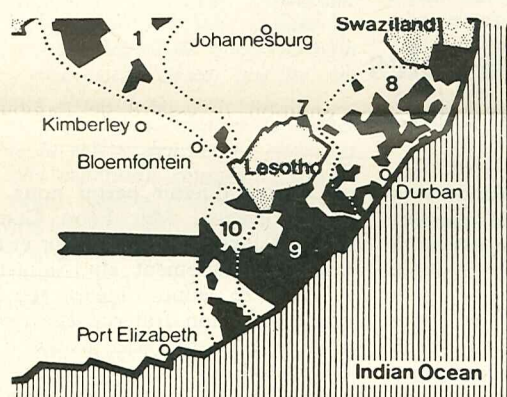 Swaziland
1
Johannesburg
8
7
Kimberley
Bloemfontein
Lesotho
Durban
10
9
Port Elizabeth
Indian Ocean